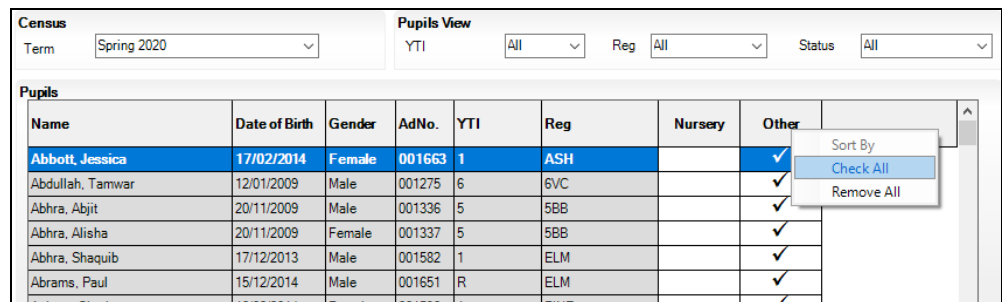 Census Pupils View
Term Spring 2020 YTI All Reg All Status All
Pupils
Name Date of Birth Gender AdNo. YTI Reg Nursery Other
Sort By
Abbott, Jessica 17/02/2014 Female 001663 1 ASH ✓
Check All
Abdullah, Tamwar 12/01/2009 Male 001275 6 6VC ✓
Remove All
Abhra, Abjit 20/11/2009 Male 001336 5 5BB ✓
Abhra, Alisha 20/11/2009 Female 001337 5 5BB ✓
Abhra, Shaquib 17/12/2013 Male 001582 1 ELM ✓
Abrams, Paul 15/12/2014 Male 001651 R ELM ✓